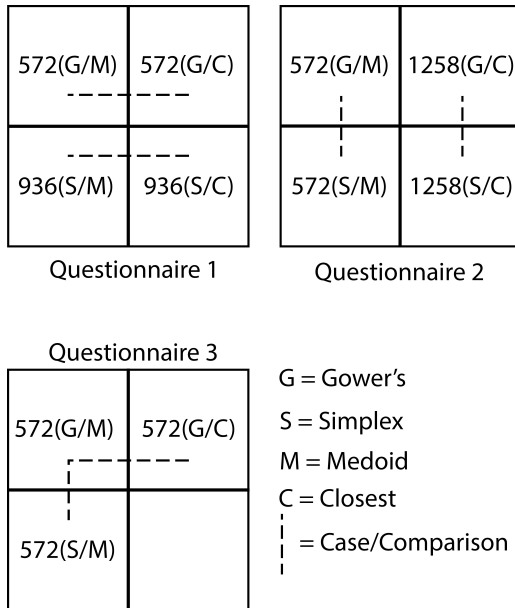 572(G/M) 572(G/C)
936(S/M) 936(S/C)
Questionnaire 1
572(G/M) 1258(G/C)
572(S/M) 1258(S/C)
Questionnaire 2
Questionnaire 3
572(G/M) 572(G/C)
572(S/M)
G = Gower's
S = Simplex
M = Medoid
C = Closest
= Case/Comparison